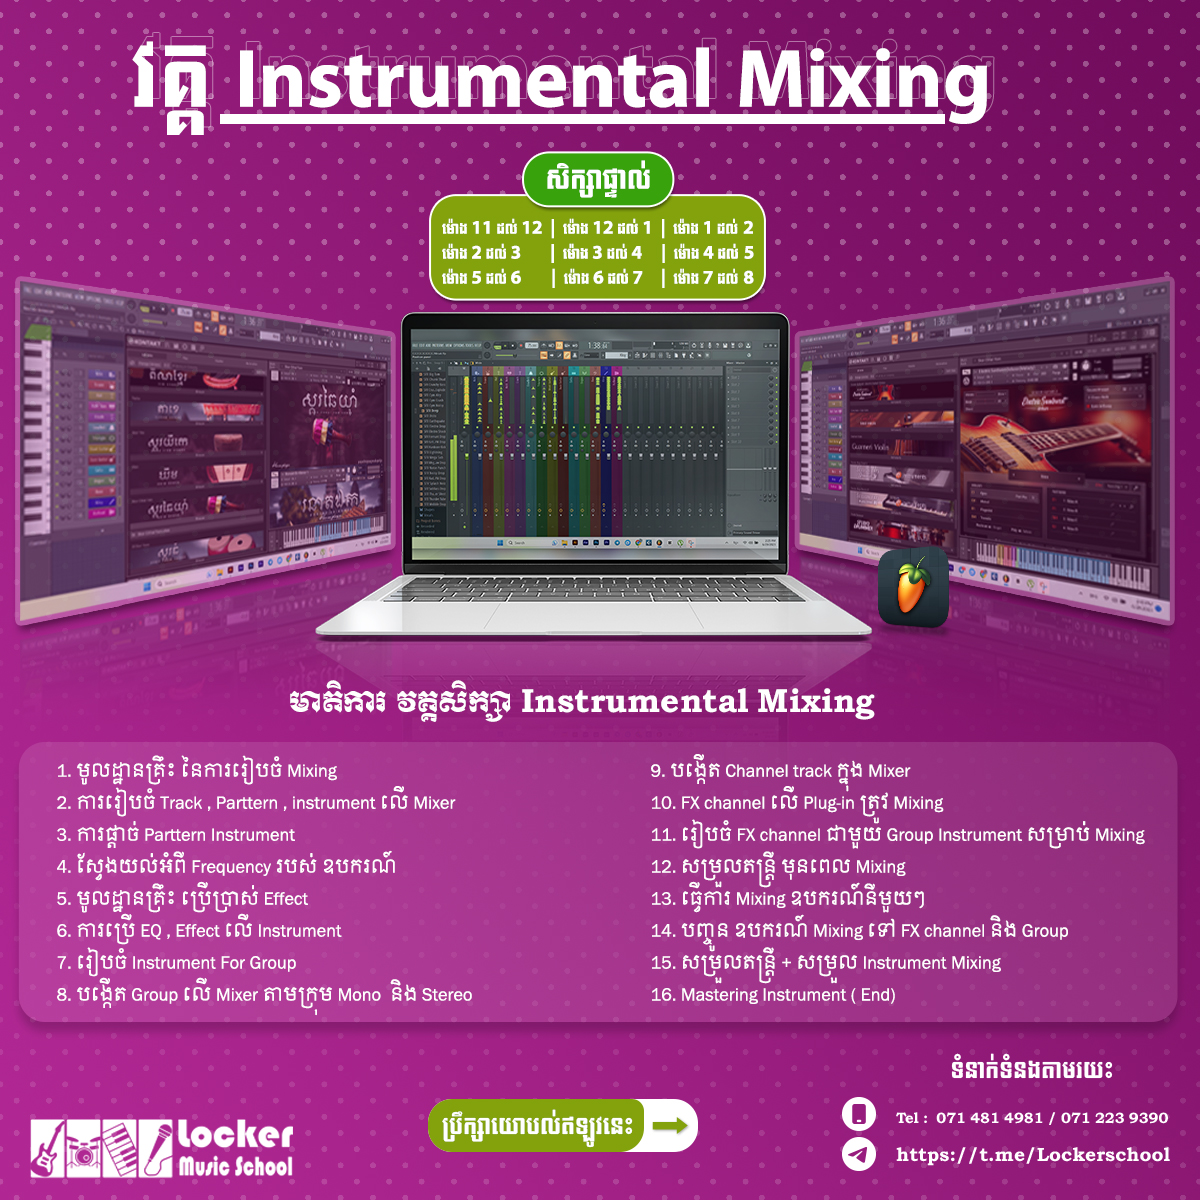 វគ្គ Instrumental Mixing
សិក្សាផ្ទាល់
ម៉ោង 11 ដល់ 12 | ម៉ោង 12 ដល់ 1 | ម៉ោង 1 ដល់ 2
ម៉ោង 2 ដល់ 3 | ម៉ោង 3 ដល់ 4 | ម៉ោង 4 ដល់ 5
ម៉ោង 5 ដល់ 6 | ម៉ោង 6 ដល់ 7 | ម៉ោង 7 ដល់ 8
មាតិការ វគ្គសិក្សា Instrumental Mixing
1. មូលដ្ឋានគ្រឹះ នៃការរៀបចំ Mixing
2. ការរៀបចំ Track , Parttern , instrument លើ Mixer
3. ការផ្ដាច់ Parttern Instrument
4. ស្វែងយល់អំពី Frequency របស់ ឧបករណ៍
5. មូលដ្ឋានគ្រឹះ ប្រើប្រាស់ Effect
6. ការប្រើ EQ , Effect លើ Instrument
7. រៀបចំ Instrument For Group
8. បង្កើត Group លើ Mixer តាមក្រុម Mono និង Stereo
9. បង្កើត Channel track ក្នុង Mixer
10. FX channel លើ Plug-in ត្រូវ Mixing
11. រៀបចំ FX channel ជាមួយ Group Instrument សម្រាប់ Mixing
12. សម្រួលតន្ត្រី មុនពេល Mixing
13. ធ្វើការ Mixing ឧបករណ៍នីមួយៗ
14. បញ្ចូន ឧបករណ៍ Mixing ទៅ FX channel និង Group
15. សម្រួលតន្ត្រី + សម្រួល Instrument Mixing
16. Mastering Instrument ( End)
ទំនាក់ទំនងតាមរយះ
Tel : 071 481 4981 / 071 223 9390
https://t.me/Lockerschool
ប្រឹក្សាយោបល់ឥឡូវនេះ
Locker
Music School